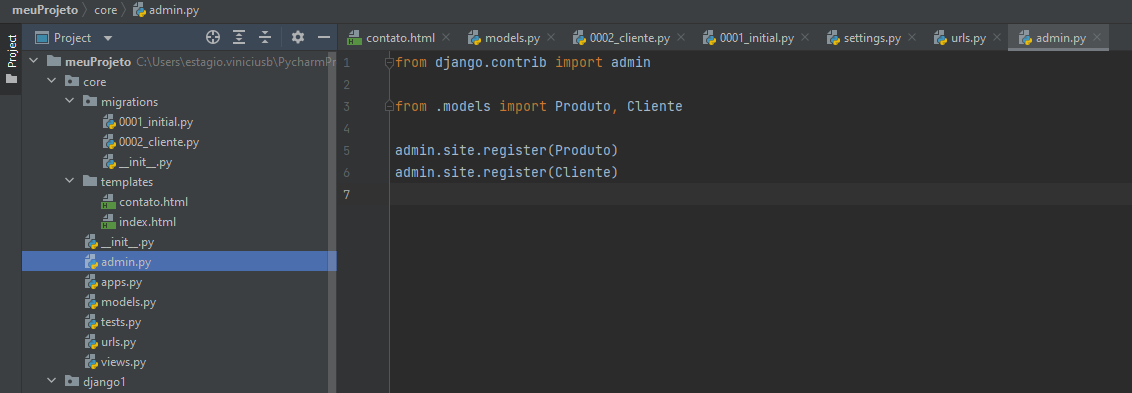 meuProjeto core admin.py
Project
Project
contato.html models.py 0002_cliente.py 0001_initial.py settings.py urls.py admin.py
meuProjeto C:\Users\estagio.viniciusb\PycharmPr
core
migrations
0001_initial.py
0002_cliente.py
__init__.py
templates
contato.html
index.html
__init__.py
admin.py
apps.py
models.py
tests.py
urls.py
views.py
django1
1 from django.contrib import admin
2
3 from .models import Produto, Cliente
4
5 admin.site.register(Produto)
6 admin.site.register(Cliente)
7